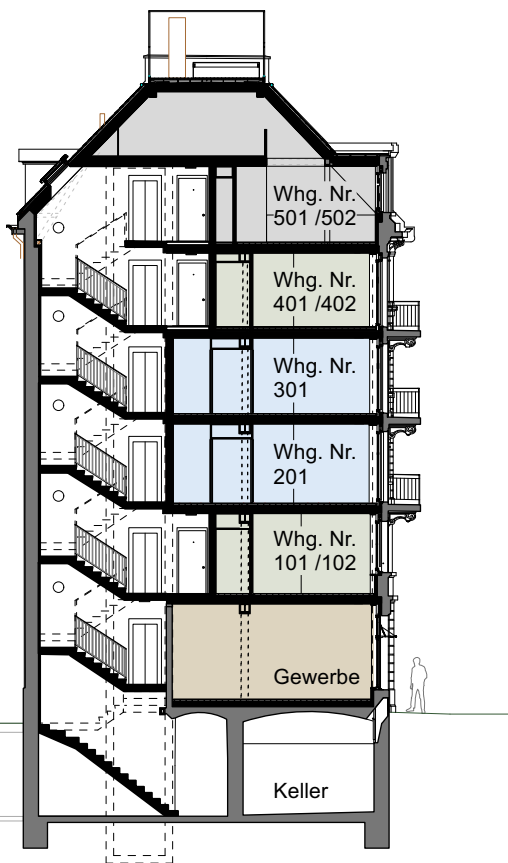 Whg. Nr.
501 /502
Whg. Nr.
401 /402
Whg. Nr.
301
Whg. Nr.
201
Whg. Nr.
101 /102
Gewerbe
Keller